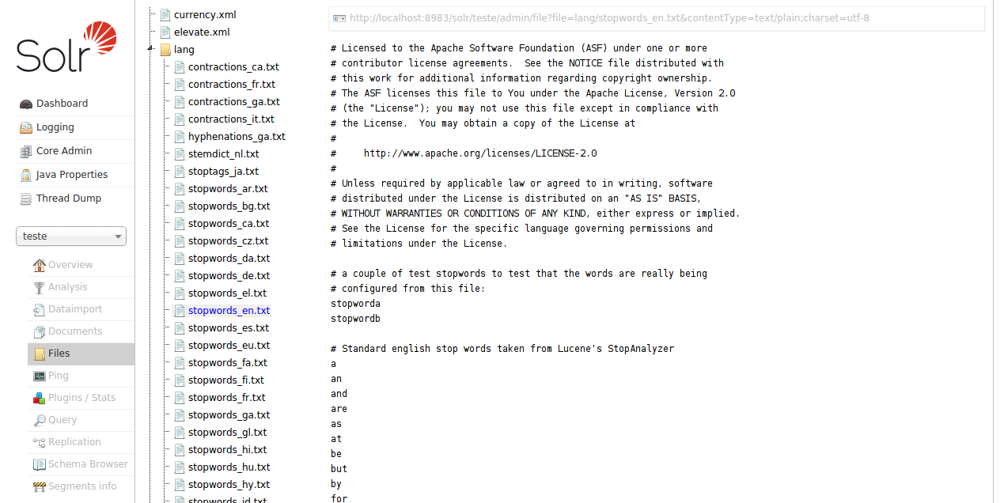 Solr
Dashboard
Logging
Core Admin
Java Properties
Thread Dump
teste
Overview
Analysis
Dataimport
Documents
Files
Ping
Plugins / Stats
Query
Replication
Schema Browser
Segments info
currency.xml
elevate.xml
lang
contractions_ca.txt
contractions_fr.txt
contractions_ga.txt
contractions_it.txt
hyphenations_ga.txt
stemdict_nl.txt
stoptags_ja.txt
stopwords_ar.txt
stopwords_bg.txt
stopwords_ca.txt
stopwords_cz.txt
stopwords_da.txt
stopwords_de.txt
stopwords_el.txt
stopwords_en.txt
stopwords_es.txt
stopwords_eu.txt
stopwords_fa.txt
stopwords_fi.txt
stopwords_fr.txt
stopwords_ga.txt
stopwords_gl.txt
stopwords_hi.txt
stopwords_hu.txt
stopwords_hy.txt
stopwords_id.txt
http://localhost:8983/solr/teste/admin/file?file=lang/stopwords_en.txt&contentType=text/plain;charset=utf-8
# Licensed to the Apache Software Foundation (ASF) under one or more
# contributor license agreements.  See the NOTICE file distributed with
# this work for additional information regarding copyright ownership.
# The ASF licenses this file to You under the Apache License, Version 2.0
# (the "License"); you may not use this file except in compliance with
# the License.  You may obtain a copy of the License at
#
#     http://www.apache.org/licenses/LICENSE-2.0
#
# Unless required by applicable law or agreed to in writing, software
# distributed under the License is distributed on an "AS IS" BASIS,
# WITHOUT WARRANTIES OR CONDITIONS OF ANY KIND, either express or implied.
# See the License for the specific language governing permissions and
# limitations under the License.
# a couple of test stopwords to test that the words are really being
# configured from this file:
stopworda
stopwordb
# Standard english stop words taken from Lucene's StopAnalyzer
a
an
and
are
as
at
be
but
by
for